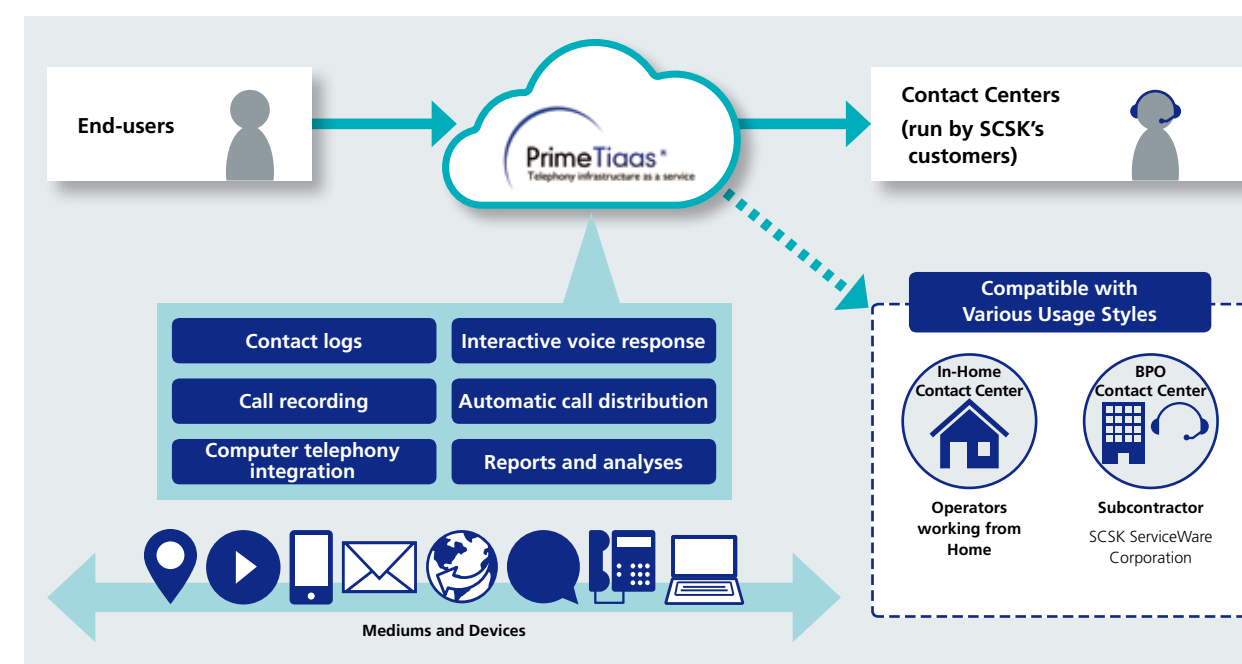 End-users
PrimeTiaas
Telephony infrastructure as a service
Contact Centers
(run by SCSK's
customers)
Contact logs
Interactive voice response
Call recording
Automatic call distribution
Computer telephony
integration
Reports and analyses
Compatible with
Various Usage Styles
In-Home
Contact Center
Operators
working from
Home
BPO
Contact Center
Subcontractor
SCSK ServiceWare
Corporation
Mediums and Devices